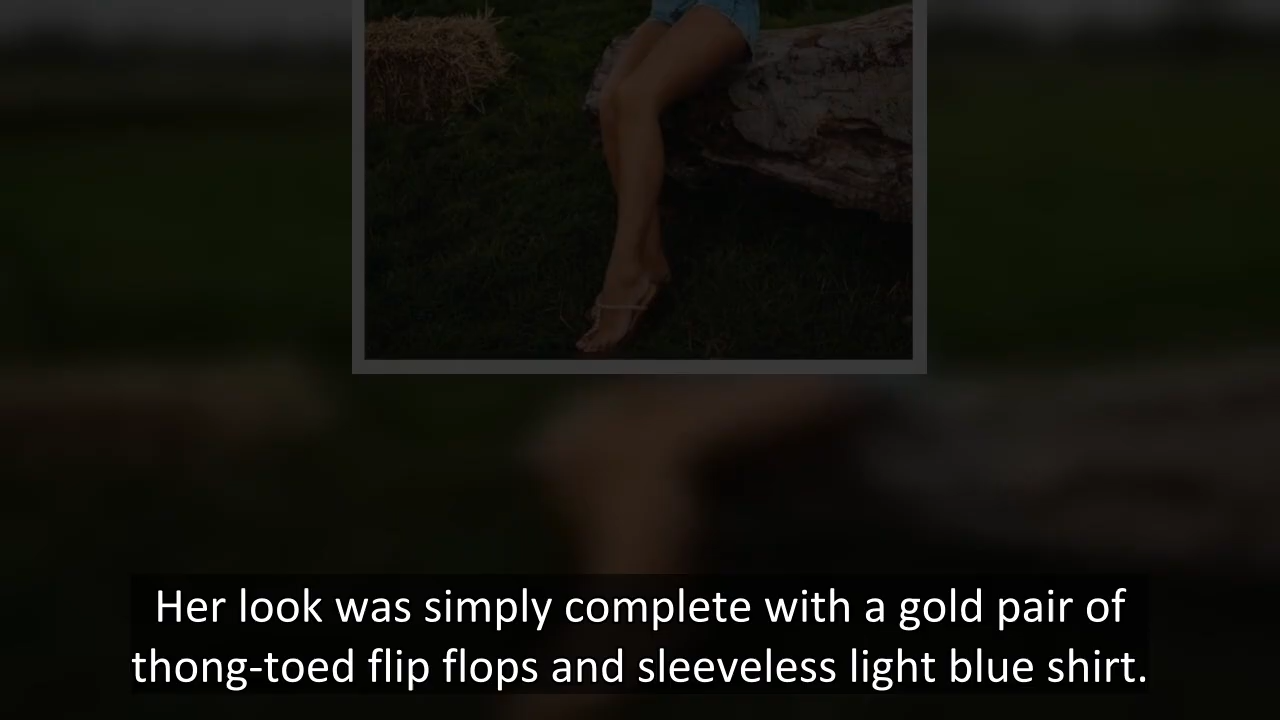 Her look was simply complete with a gold pair of
thong-toed flip flops and sleeveless light blue shirt.